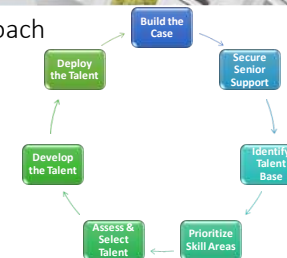 oach
Build the
Case
Secure
Senior
Support
Identify
Talent
Base
Prioritize
Skill Areas
Assess &
Select
Talent
Develop
the Talent
Deploy
the Talent